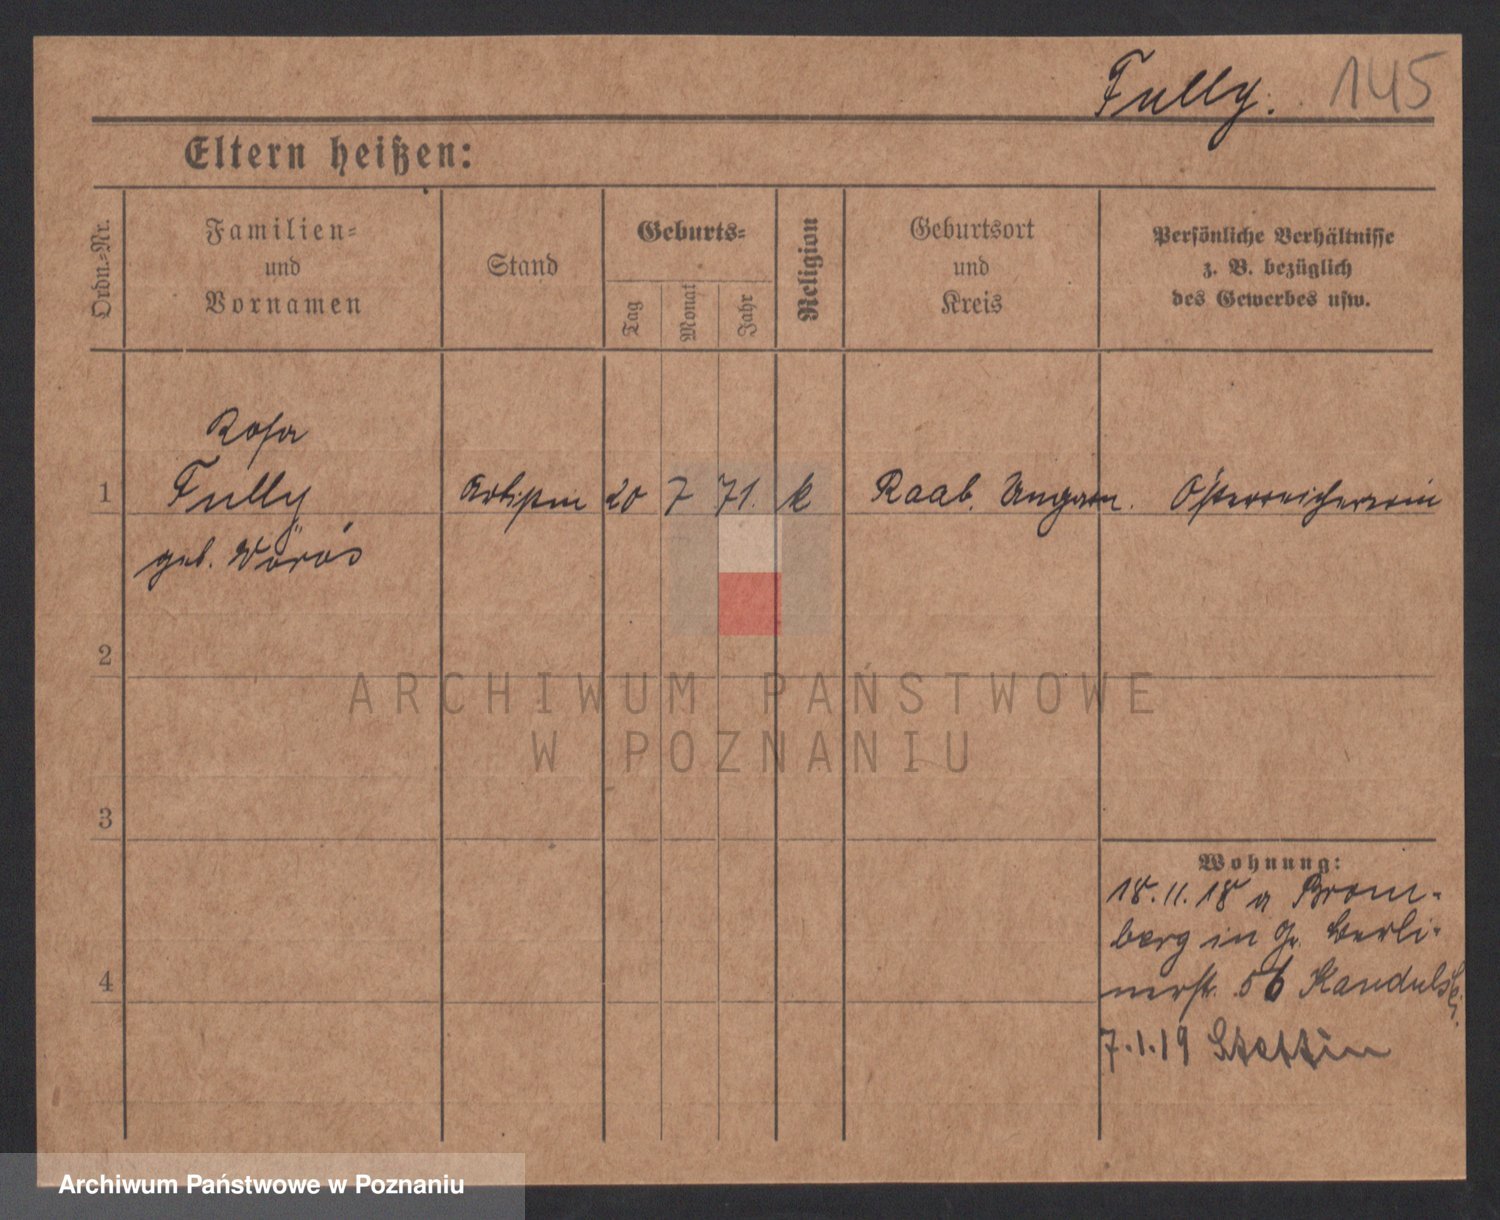 Fully. 145
Eltern heißen:
Ordn.-Nr.
Familien-
und
Vornamen
Stand
Geburts-
Tag
Monat
Jahr
Religion
Geburtsort
und
Kreis
Persönliche Verhältnisse
z. B. bezüglich
des Gewerbes usw.
Rosa
1 Fully Artistin 20 7 71. k Raab. Ungarn. Österreicherin
geb. Vörös
2
ARCHIWUM PAŃSTWOWE
W POZNANIU
3
Wohnung:
18.11.18 a Brom-
berg in Gr. Berli-
nerstr. 56 Kandulski.
4
7.1.19 Stettin
Archiwum Państwowe w Poznaniu